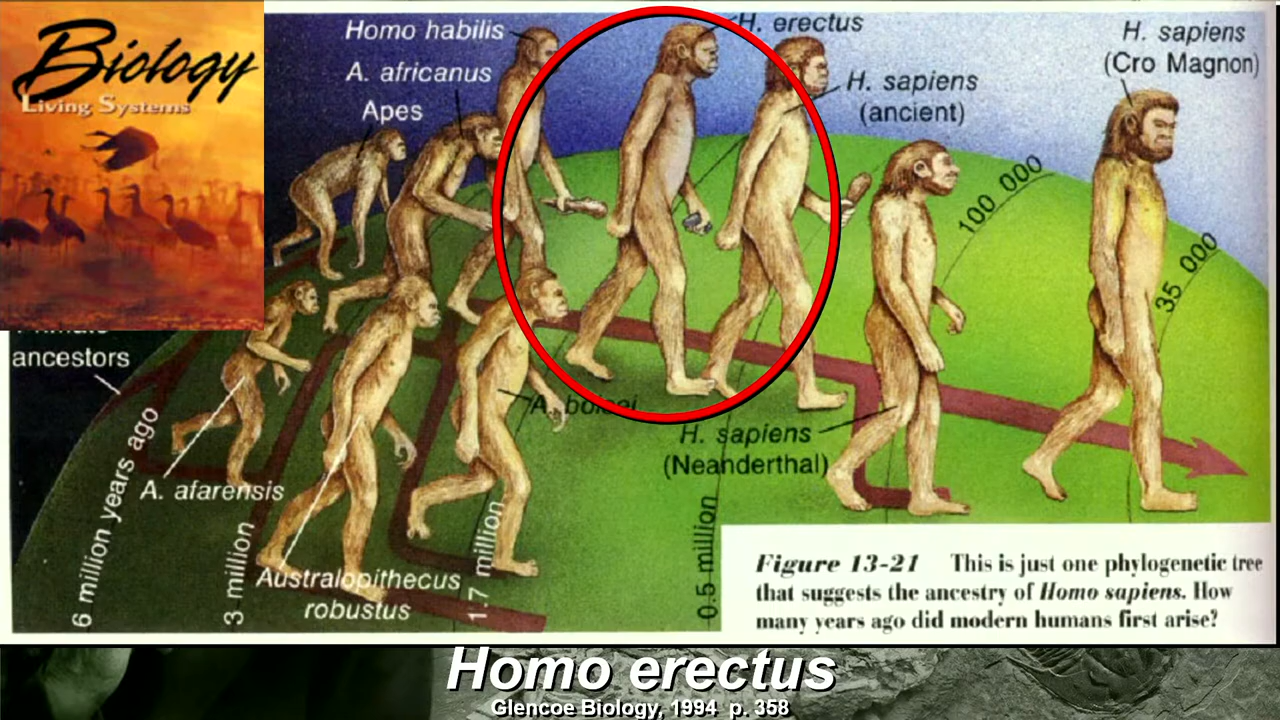 Biology
Living Systems
Homo habilis
A. africanus
Apes
H. erectus
H. sapiens
(ancient)
H. sapiens
(Cro Magnon)
100 000
35 000
ancestors
6 million years ago
A. afarensis
3 million
Australopithecus
robustus
1.7 million
A. boisei
H. sapiens
(Neanderthal)
0.5 million
Figure 13-21 This is just one phylogenetic tree
that suggests the ancestry of Homo sapiens. How
many years ago did modern humans first arise?
Homo erectus
Glencoe Biology, 1994 p. 358